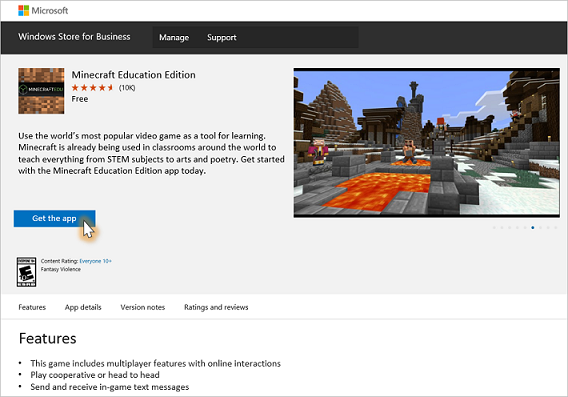 Microsoft
Windows Store for Business
Manage
Support
MINECRAFTEDU
Minecraft Education Edition
(10K)
Free
Use the world's most popular video game as a tool for learning.
Minecraft is already being used in classrooms around the world to
teach everything from STEM subjects to arts and poetry. Get started
with the Minecraft Education Edition app today.
Get the app
EVERYONE 10+
E
Content Rating: Everyone 10+
Fantasy Violence
Features
App details
Version notes
Ratings and reviews
Features
• This game includes multiplayer features with online interactions
• Play cooperative or head to head
• Send and receive in-game text messages